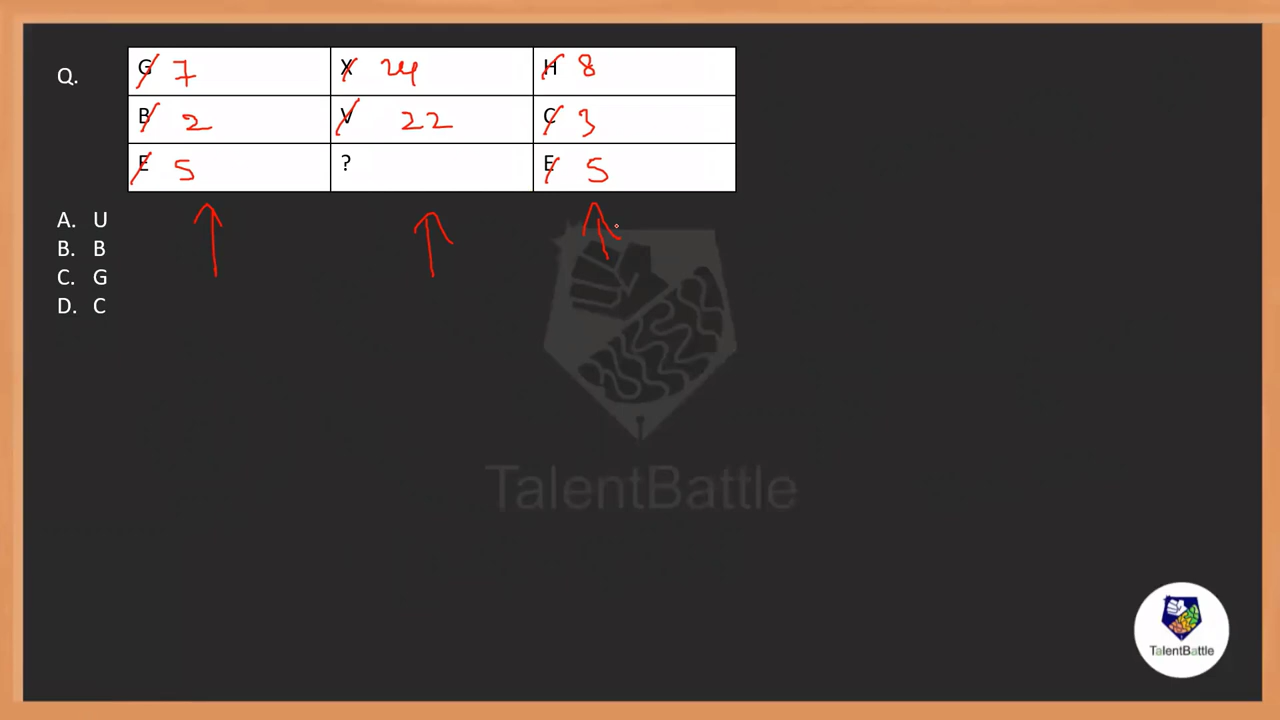 Q. G 7 X 24 H 8
B 2 V 22 C 3
E 5 ? E 5
A. U
B. B
C. G
D. C
TalentBattle
TalentBattle